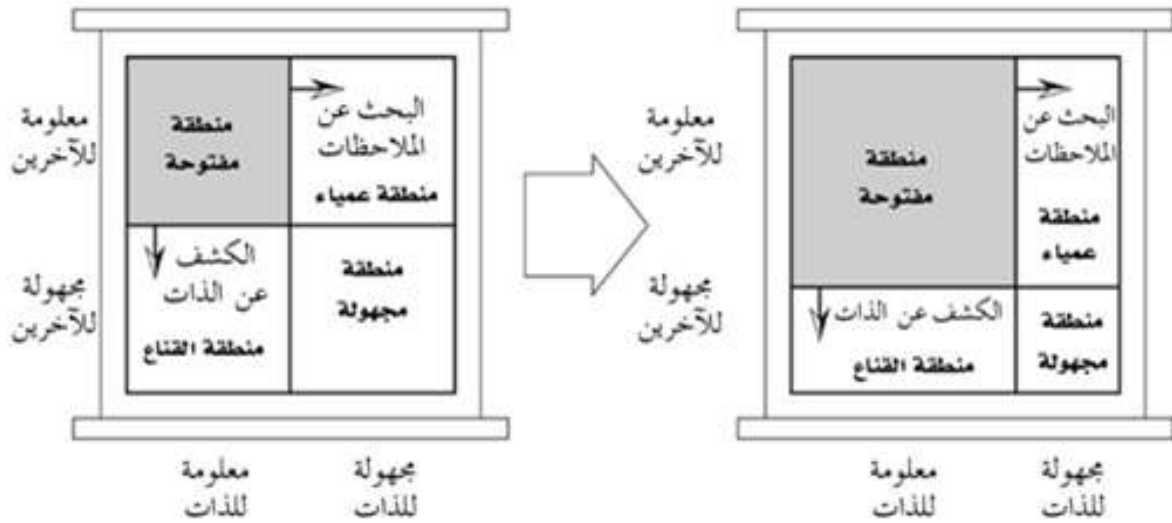 معلومة
للآخرين
مجهولة
للآخرين
منطقة
مفتوحة
البحث عن
الملاحظات
منطقة عمياء
الكشف
عن الذات
منطقة القناع
منطقة
مجهولة
معلومة
للذات
مجهولة
للذات
معلومة
للآخرين
مجهولة
للآخرين
منطقة
مفتوحة
البحث عن
الملاحظات
منطقة
عمياء
الكشف عن الذات
منطقة القناع
منطقة
مجهولة
معلومة
للذات
مجهولة
للذات